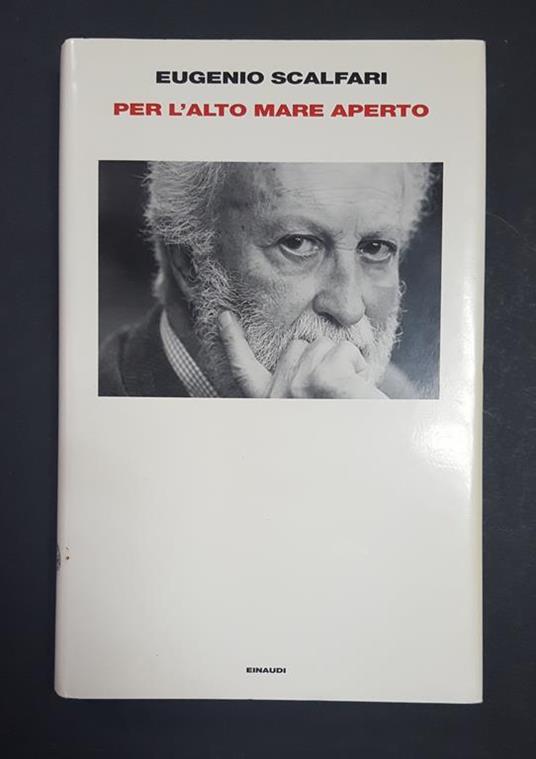 EUGENIO SCALFARI
PER L'ALTO MARE APERTO
EINAUDI